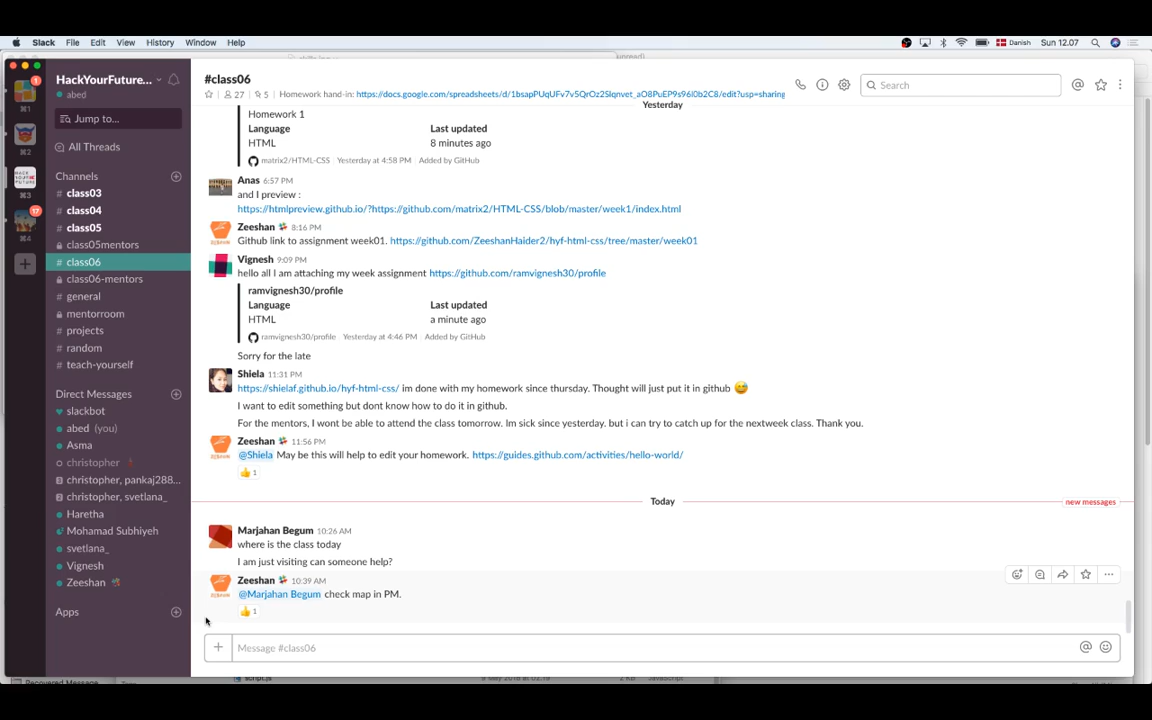 Slack File Edit View History Window Help Danish Sun 12.07
HackYourFuture...
abed
Jump to...
All Threads
Channels
# class03
# class04
# class05
class05mentors
# class06
class06-mentors
# general
mentorroom
# projects
# random
# teach-yourself
Direct Messages
slackbot
abed (you)
Asma
christopher
christopher, pankaj288...
christopher, svetlana_
Haretha
Mohamad Subhiyeh
svetlana_
Vignesh
Zeeshan
Apps
1
⌘1
⌘2
HACK YOUR FUTURE
⌘3
17
⌘4
#class06
27 5 Homework hand-in:
Search
Yesterday
Homework 1
Language Last updated
HTML 8 minutes ago
matrix2/HTML-CSS Yesterday at 4:58 PM Added by GitHub
Anas 6:57 PM
and I preview :
https://htmlpreview.github.io/?https://github.com/matrix2/HTML-CSS/blob/master/week1/index.html
Zeeshan 8:16 PM
Github link to assignment week01. https://github.com/ZeeshanHaider2/hyf-html-css/tree/master/week01
Vignesh 9:09 PM
hello all I am attaching my week assignment https://github.com/ramvignesh30/profile
ramvignesh30/profile
Language Last updated
HTML a minute ago
ramvignesh30/profile Yesterday at 4:46 PM Added by GitHub
Sorry for the late
Shiela 11:31 PM
https://shielaf.github.io/hyf-html-css/ im done with my homework since thursday. Thought will just put it in github 😅
I want to edit something but dont know how to do it in github.
For the mentors, I wont be able to attend the class tomorrow. Im sick since yesterday. but i can try to catch up for the nextweek class. Thank you.
Zeeshan 11:56 PM
@Shiela May be this will help to edit your homework. https://guides.github.com/activities/hello-world/
👍 1
Today new messages
Marjahan Begum 10:26 AM
where is the class today
I am just visiting can someone help?
Zeeshan 10:39 AM
@Marjahan Begum check map in PM.
👍 1
Message #class06
Recovered Message script.js